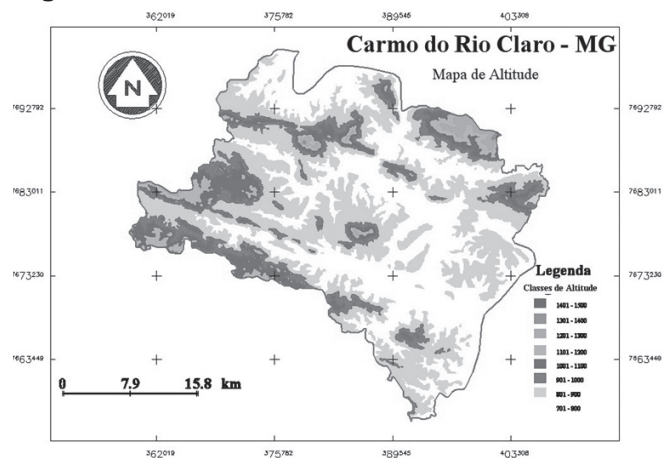 362019 375782 389545 403308
Carmo do Rio Claro - MG
Mapa de Altitude
N
7692792 7692792
7683011 7683011
7673230 7673230
Legenda
Classes de Altitude
1401 - 1500
1301 - 1400
1201 - 1300
1101 - 1200
1001 - 1100
901 - 1000
801 - 900
701 - 800
7663449 7663449
0 7.9 15.8 km
362019 375782 389545 403308